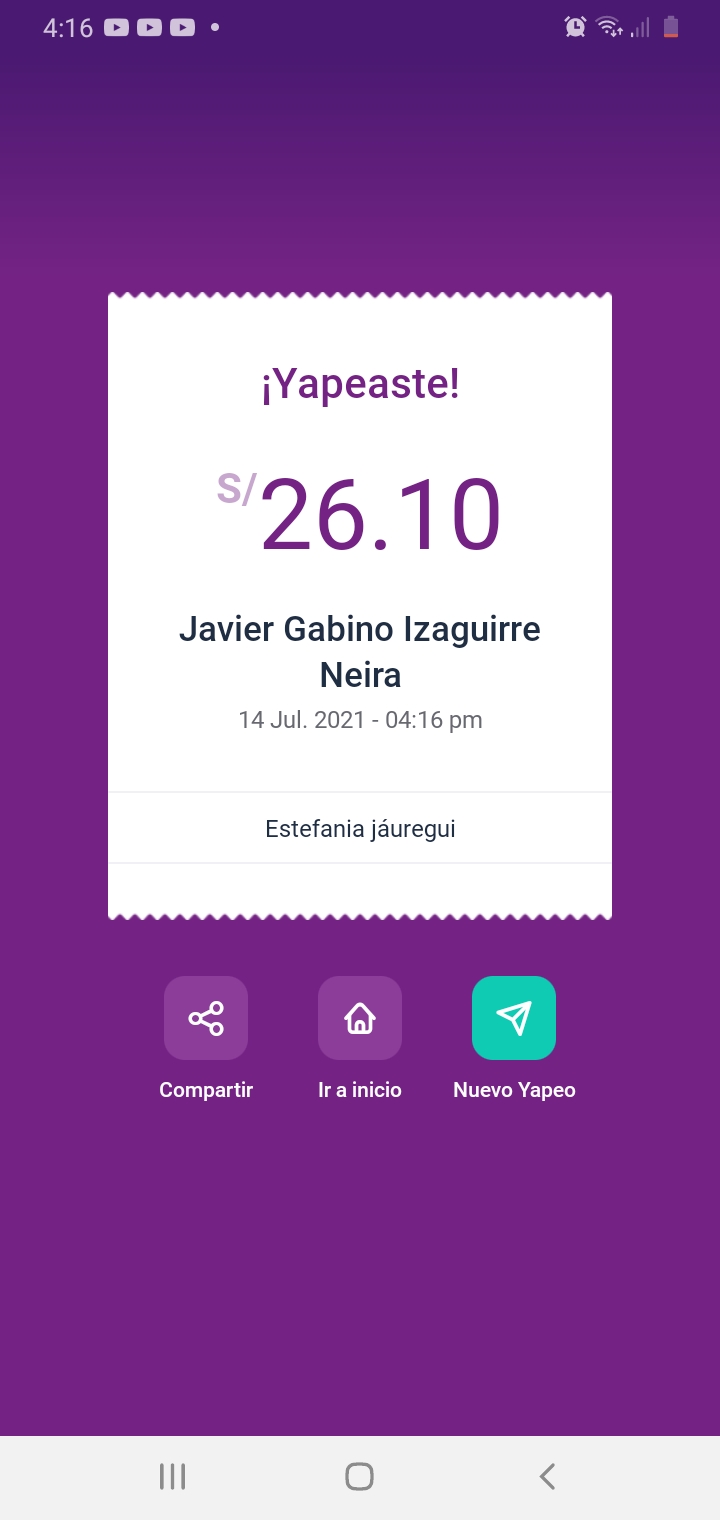 4:16
¡Yapeaste!
S/26.10
Javier Gabino Izaguirre
Neira
14 Jul. 2021 - 04:16 pm
Estefania jáuregui
Compartir
Ir a inicio
Nuevo Yapeo